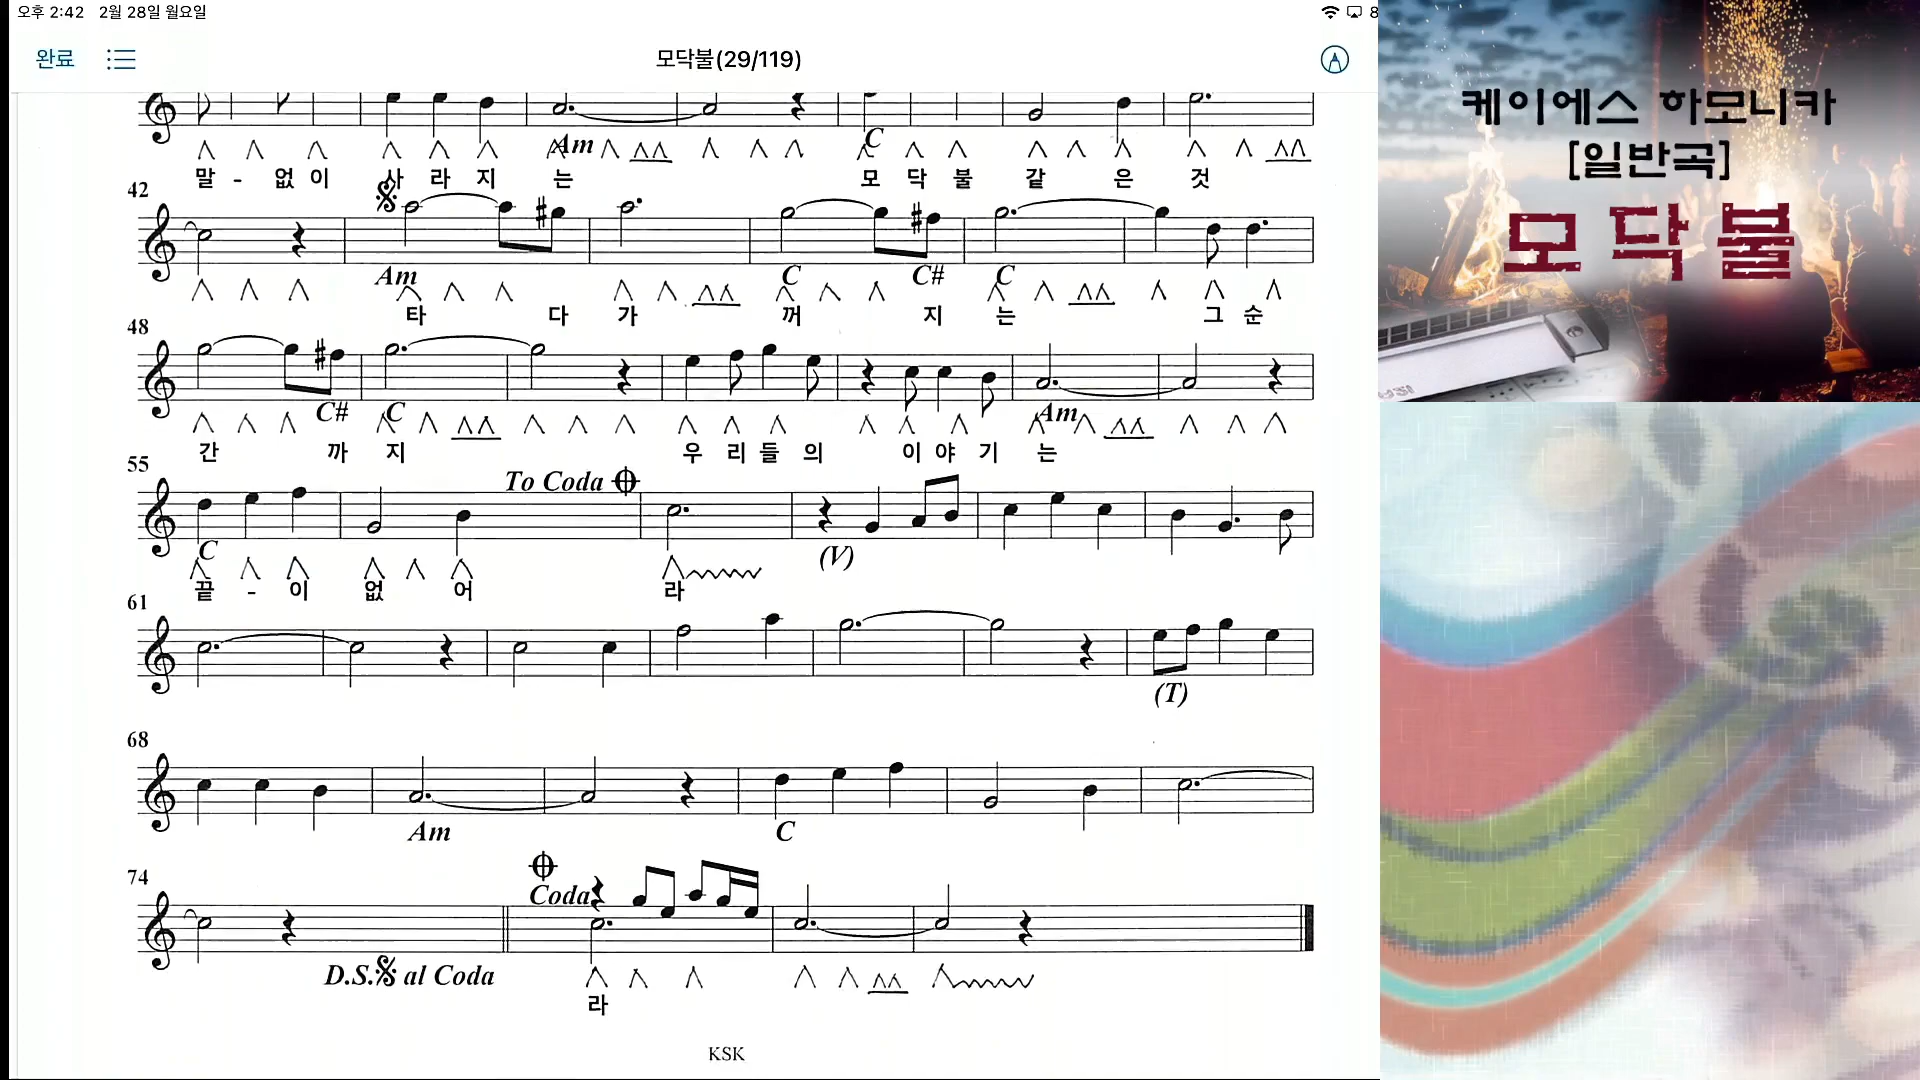 오후 2:42 2월 28일 월요일
8
완료
모닥불(29/119)
케이에스 하모니카
[일반곡]
모닥불
Am C
말 - 없 이 사 라 지 는 모 닥 불 같 은 것
42
Am C C# C
타 다 가 꺼 지 는 그 순
48
C# C Am
간 까 지 우 리 들 의 이 야 기 는
55
To Coda
C (V)
끝 - 이 없 어 라
61
(T)
68
Am C
74
Coda
D.S. al Coda
라
KSK